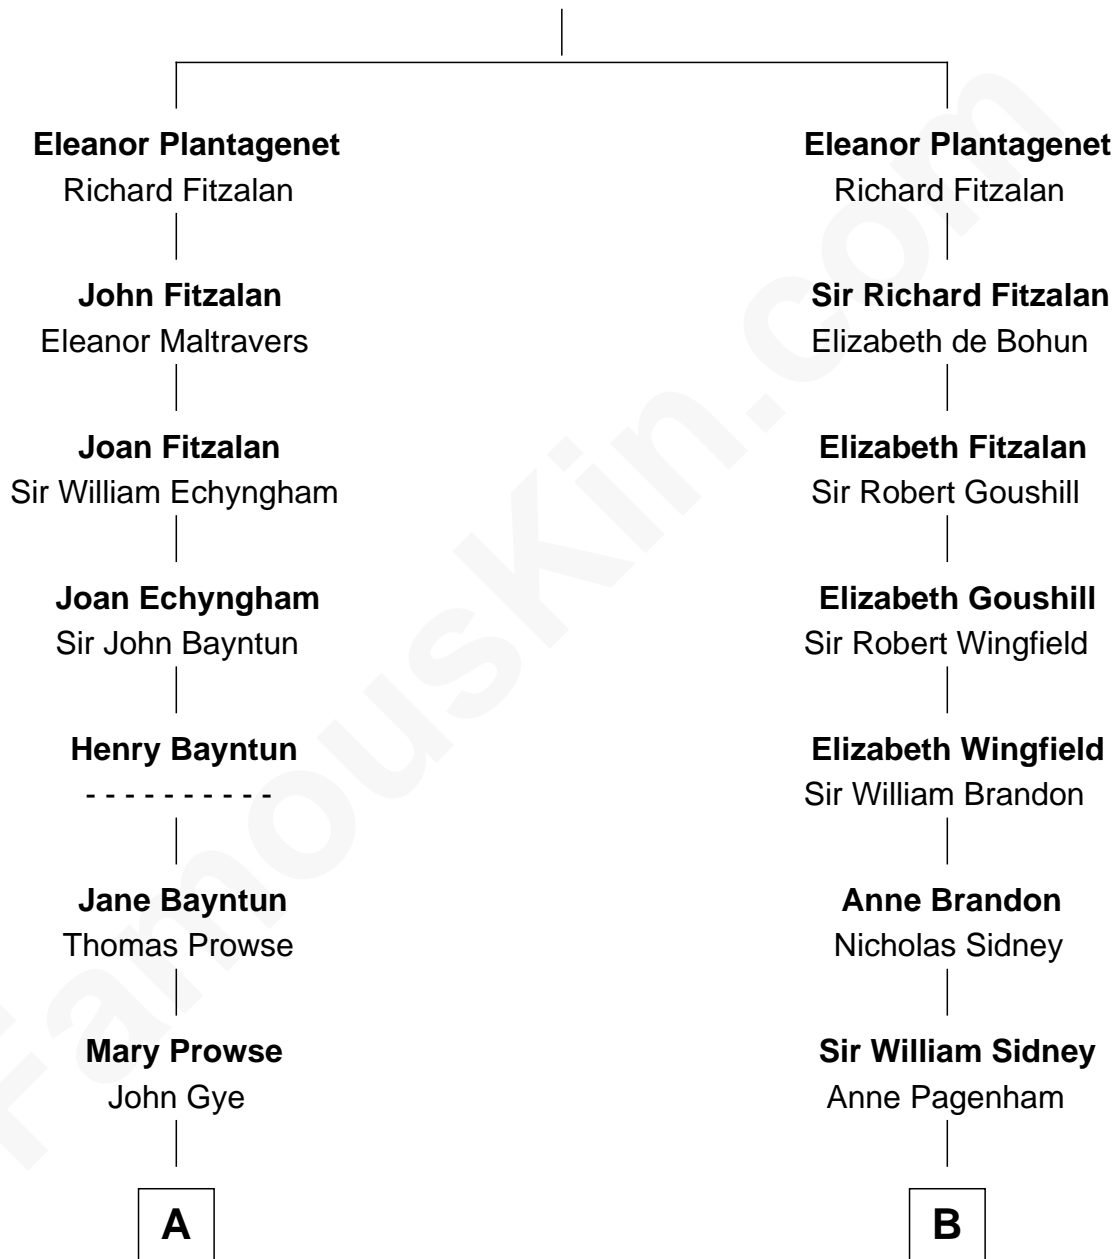 Eleanor Plantagenet
Richard Fitzalan
John Fitzalan
Eleanor Maltravers
Joan Fitzalan
Sir William Echyngham
Joan Echyngham
Sir John Bayntun
Henry Bayntun
- - - - - - - - - -
Jane Bayntun
Thomas Prowse
Mary Prowse
John Gye
A
Eleanor Plantagenet
Richard Fitzalan
Sir Richard Fitzalan
Elizabeth de Bohun
Elizabeth Fitzalan
Sir Robert Goushill
Elizabeth Goushill
Sir Robert Wingfield
Elizabeth Wingfield
Sir William Brandon
Anne Brandon
Nicholas Sidney
Sir William Sidney
Anne Pagenham
B
FamousKin.com